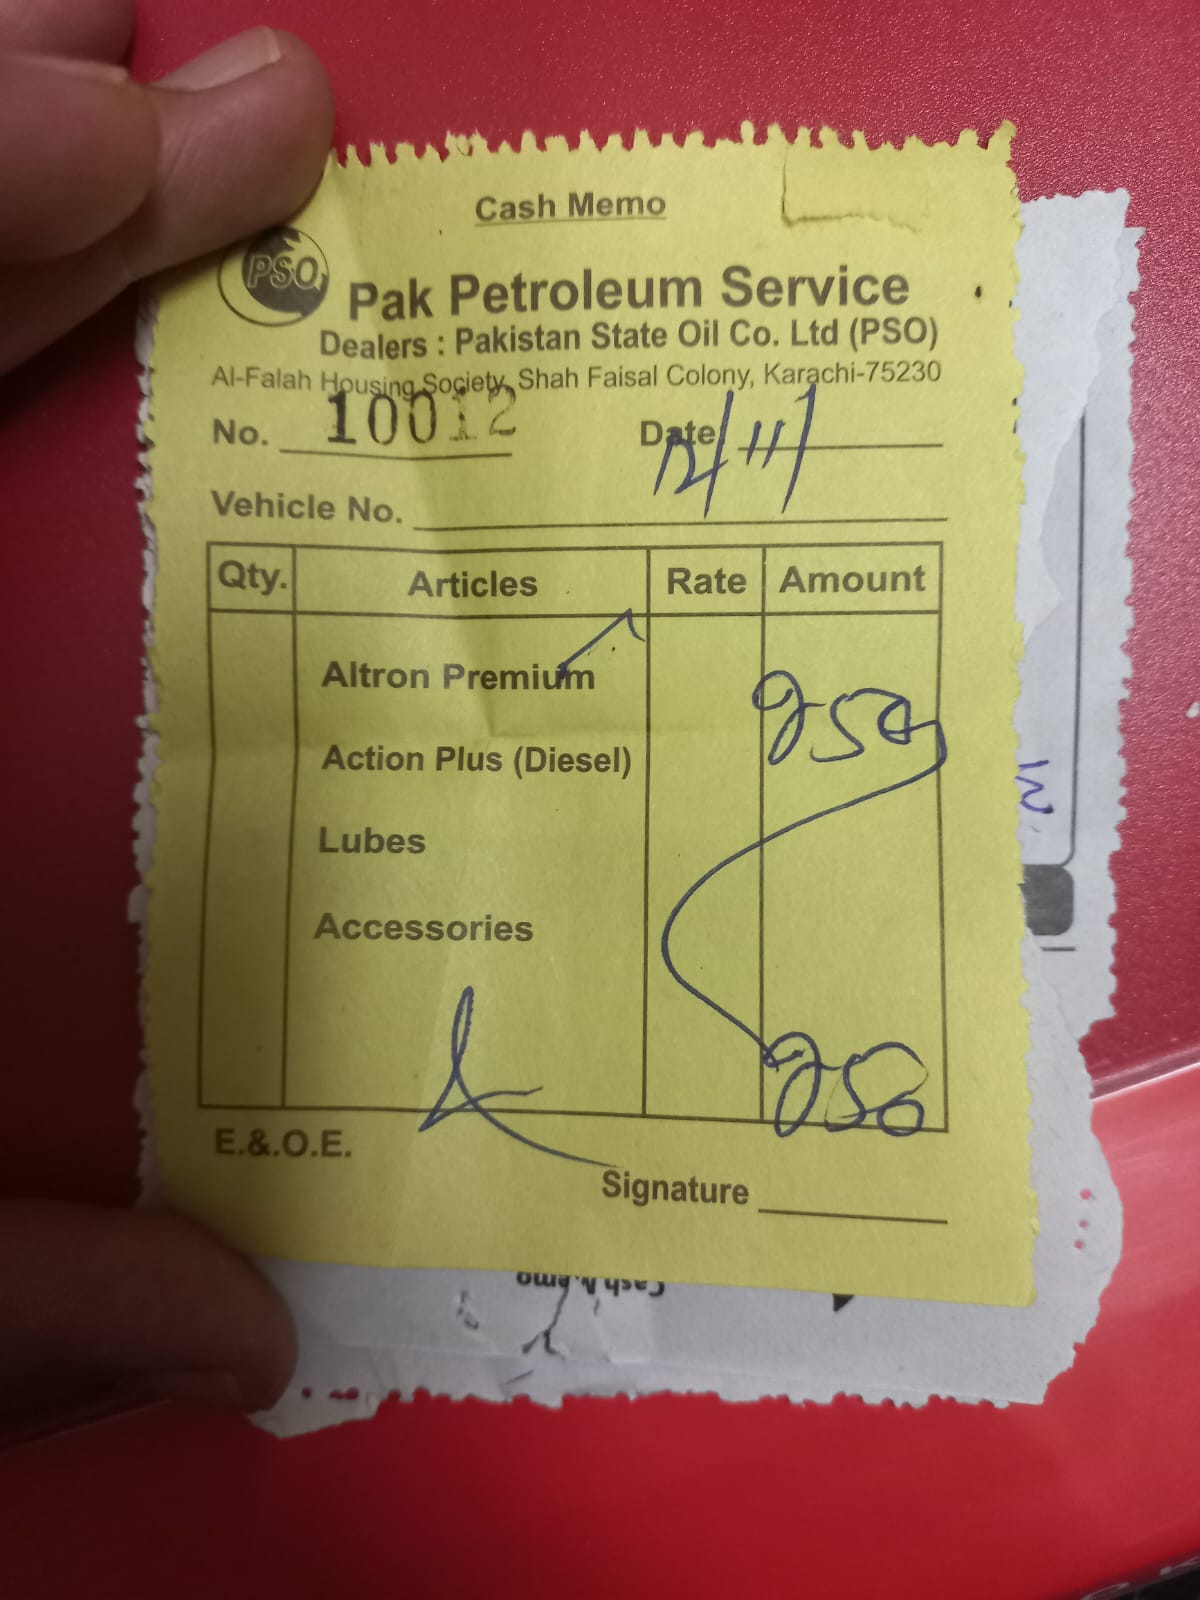 Cash Memo
PSO
Pak Petroleum Service
Dealers : Pakistan State Oil Co. Ltd (PSO)
Al-Falah Housing Society, Shah Faisal Colony, Karachi-75230
No. 10012 Date 12/11/
Vehicle No.
Qty. Articles Rate Amount
Altron Premium 250
Action Plus (Diesel)
Lubes
Accessories
250
E.&.O.E.
Signature
Cash Memo